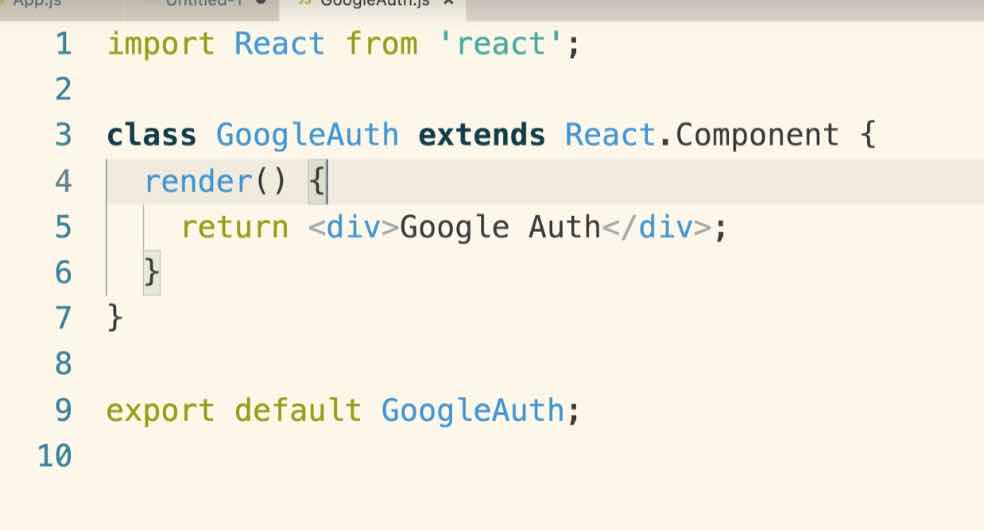 App.js Untitled-1 GoogleAuth.js
1 import React from 'react';
2
3 class GoogleAuth extends React.Component {
4 render() {
5 return <div>Google Auth</div>;
6 }
7 }
8
9 export default GoogleAuth;
10